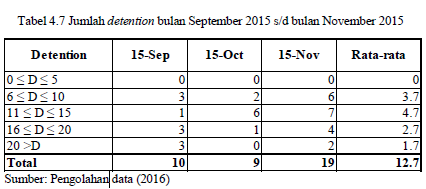 Tabel 4.7 Jumlah detention bulan September 2015 s/d bulan November 2015
Detention 15-Sep 15-Oct 15-Nov Rata-rata
0 ≤ D ≤ 5 0 0 0 0
6 ≤ D ≤ 10 3 2 6 3.7
11 ≤ D ≤ 15 1 6 7 4.7
16 ≤ D ≤ 20 3 1 4 2.7
20 >D 3 0 2 1.7
Total 10 9 19 12.7
Sumber: Pengolahan data (2016)